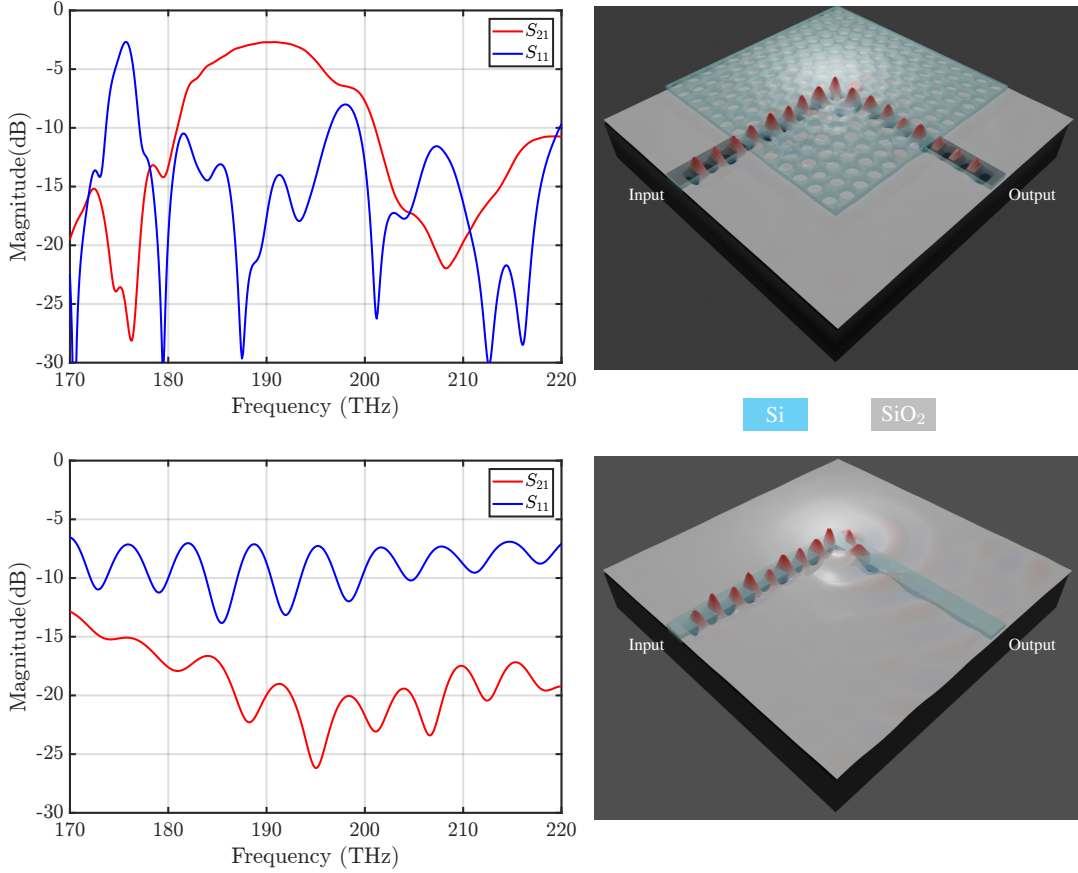 0
-5
-10
-15
-20
-25
-30
Magnitude(dB)
170 180 190 200 210 220
Frequency (THz)
S₂₁
S₁₁
Input
Output
Si
SiO₂
0
-5
-10
-15
-20
-25
-30
Magnitude(dB)
170 180 190 200 210 220
Frequency (THz)
S₂₁
S₁₁
Input
Output